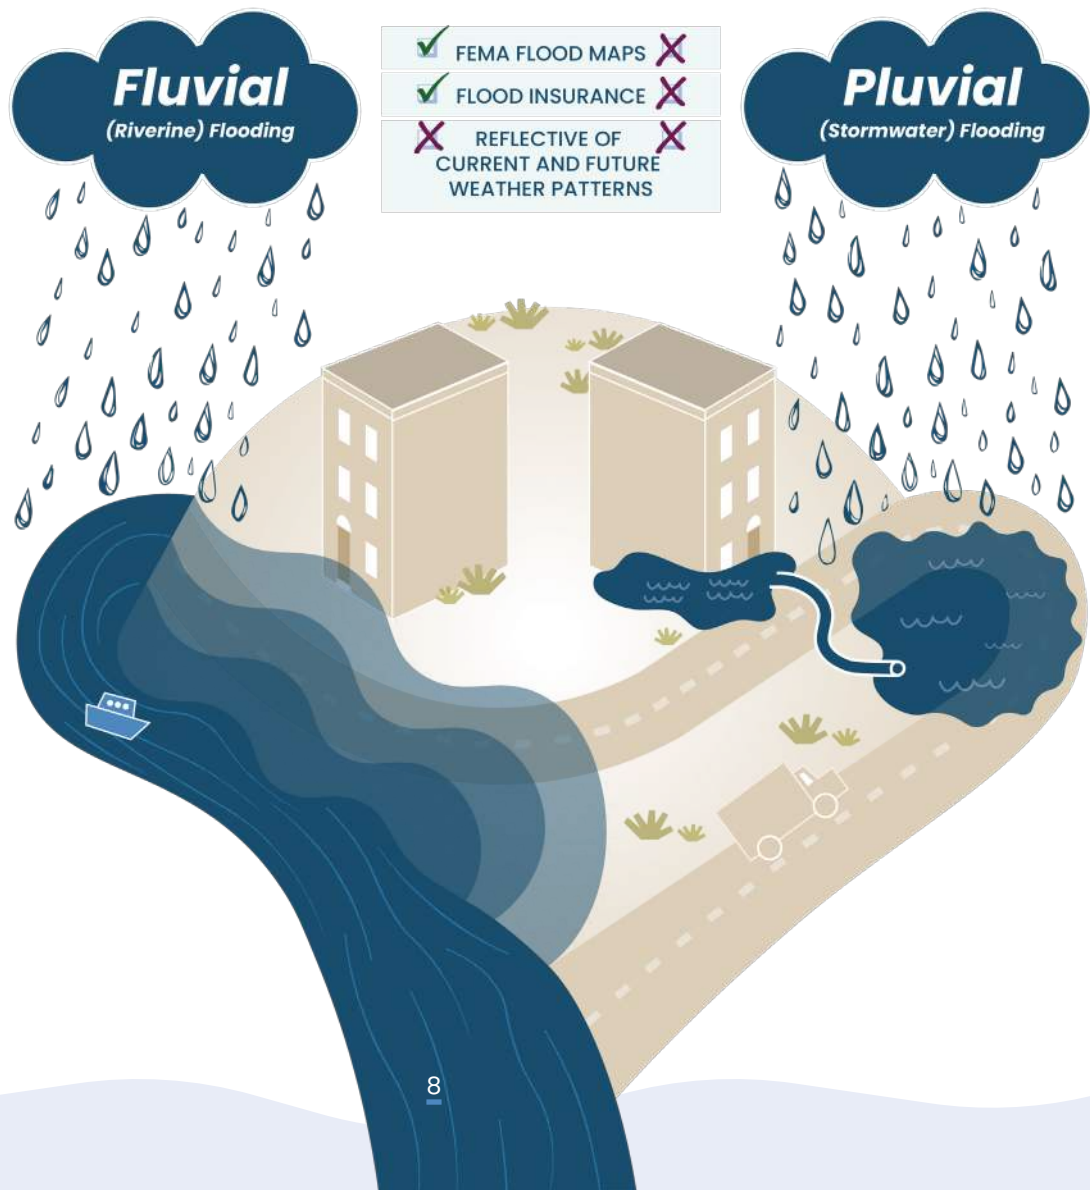 Fluvial
(Riverine) Flooding
FEMA FLOOD MAPS
FLOOD INSURANCE
REFLECTIVE OF
CURRENT AND FUTURE
WEATHER PATTERNS
Pluvial
(Stormwater) Flooding
8